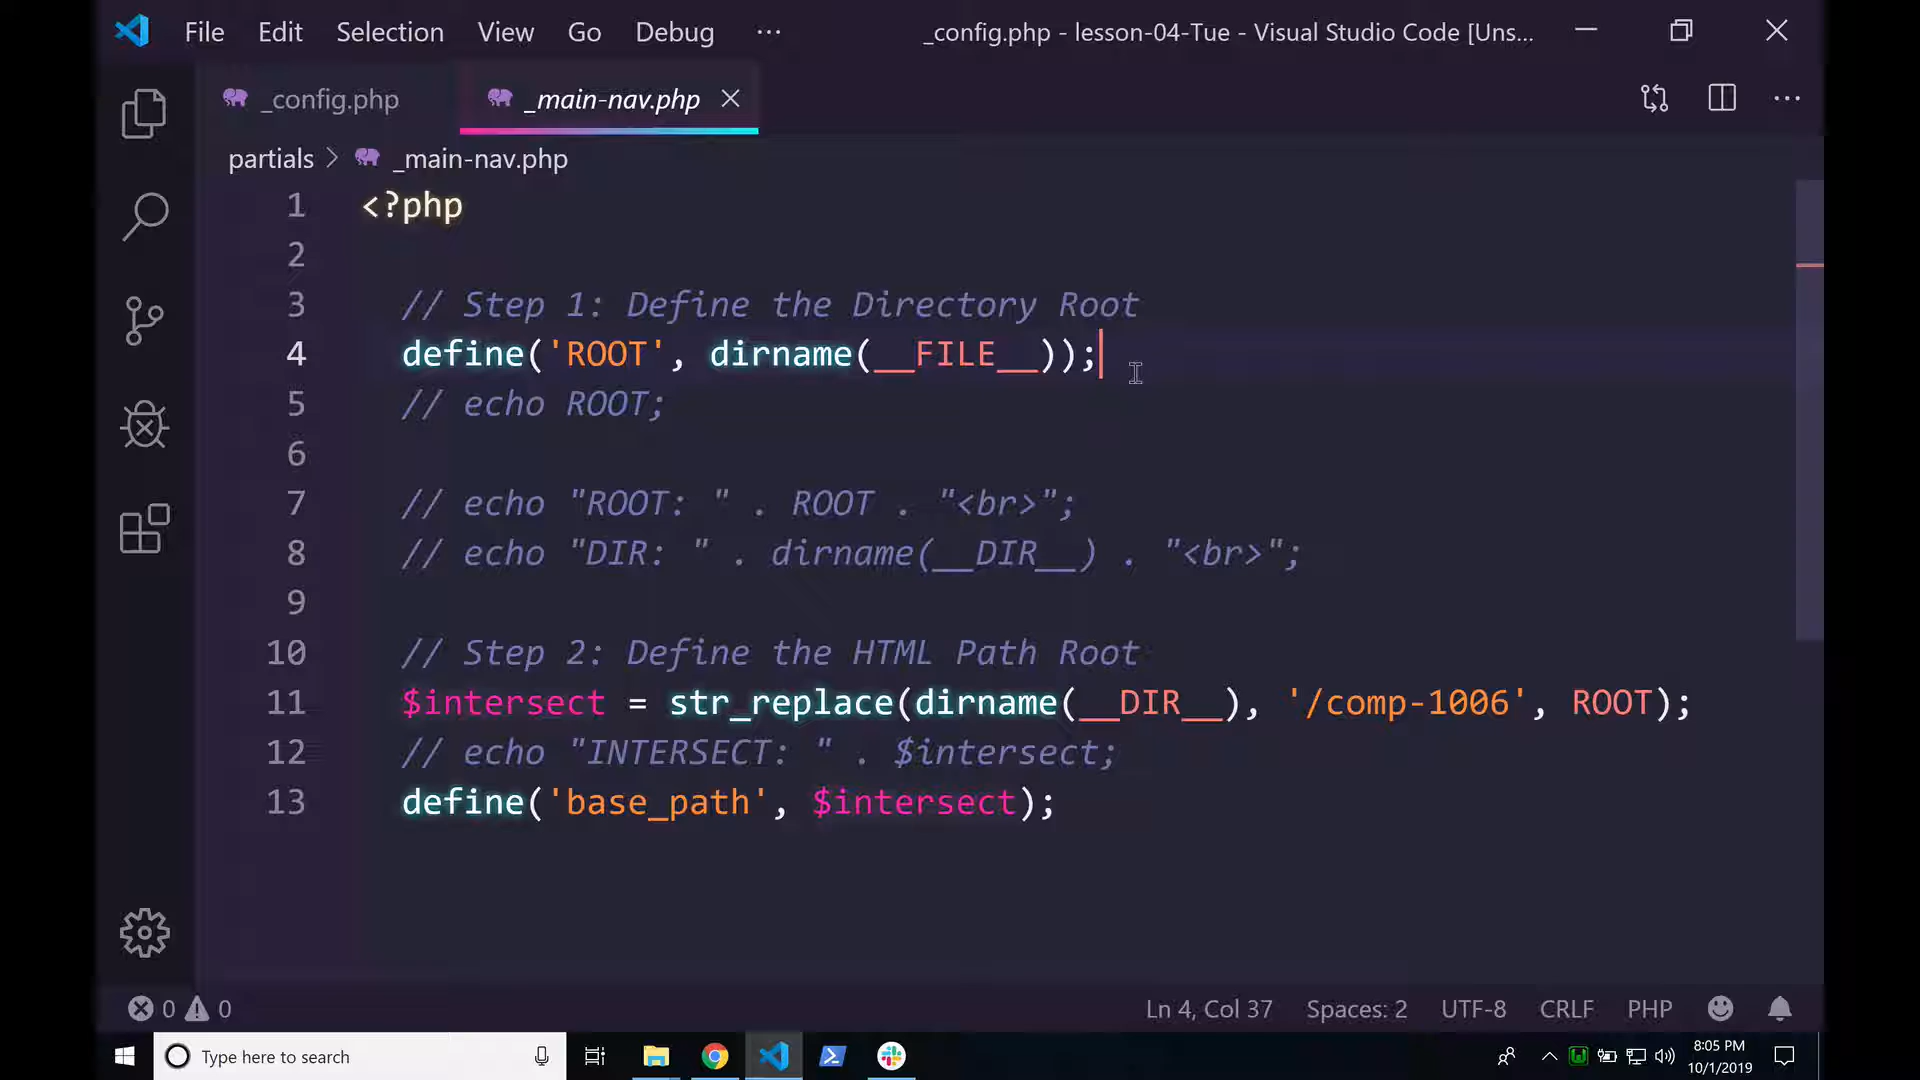 File Edit Selection View Go Debug ··· _config.php - lesson-04-Tue - Visual Studio Code [Uns...
_config.php _main-nav.php
partials > _main-nav.php
1 <?php
2
3 // Step 1: Define the Directory Root
4 define('ROOT', dirname(__FILE__));
5 // echo ROOT;
6
7 // echo "ROOT: " . ROOT . "<br>";
8 // echo "DIR: " . dirname(__DIR__) . "<br>";
9
10 // Step 2: Define the HTML Path Root
11 $intersect = str_replace(dirname(__DIR__), '/comp-1006', ROOT);
12 // echo "INTERSECT: " . $intersect;
13 define('base_path', $intersect);
0 0 Ln 4, Col 37 Spaces: 2 UTF-8 CRLF PHP
Type here to search
8:05 PM
10/1/2019